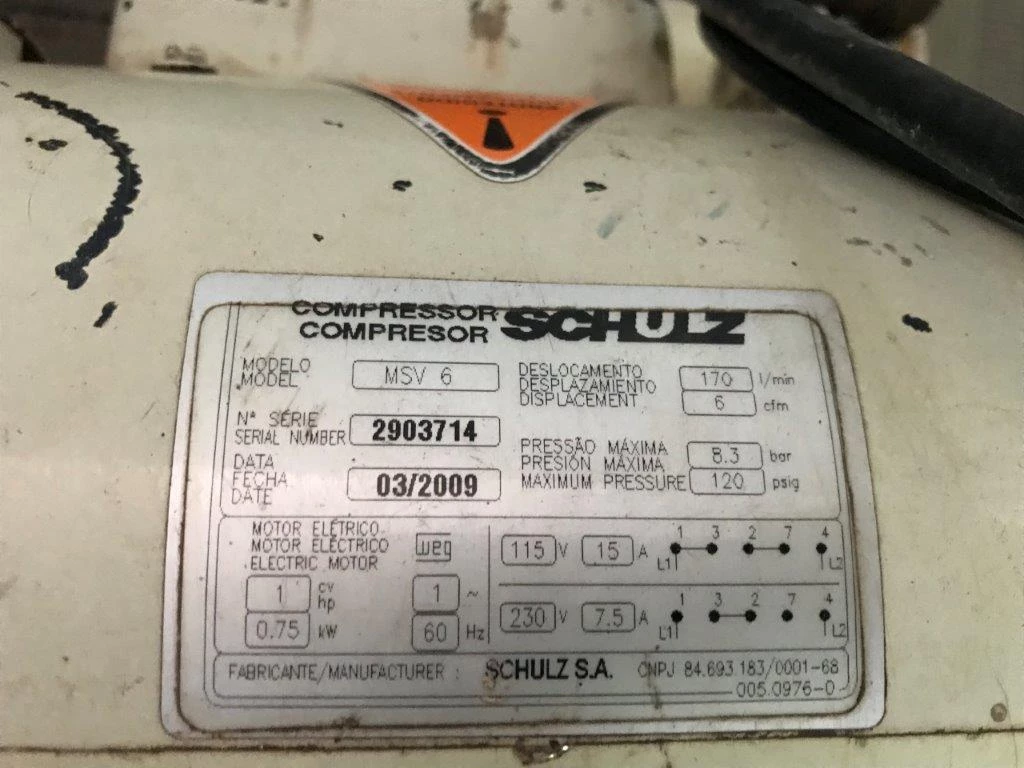 COMPRESSOR
COMPRESOR SCHULZ
MODELO
MODEL MSV 6
Nª SÉRIE
SERIAL NUMBER 2903714
DATA
FECHA
DATE 03/2009
DESLOCAMENTO
DESPLAZAMIENTO
DISPLACEMENT
170 l/min
6 cfm
PRESSÃO MÁXIMA
PRESIÓN MÁXIMA
MAXIMUM PRESSURE
8.3 bar
120 psig
MOTOR ELÉTRICO
MOTOR ELÉCTRICO
ELECTRIC MOTOR
weg
1 cv hp
0.75 kW
1 ~
60 Hz
115 V 15 A
1 3 2 7 4
L1 L2
230 V 7.5 A
1 3 2 7 4
L1 L2
FABRICANTE/MANUFACTURER : SCHULZ S.A. CNPJ 84.693.183/0001-68
005.0976-0